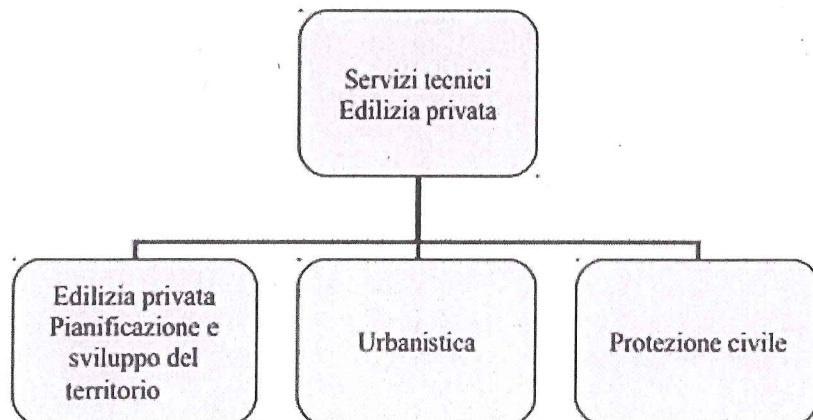 Servizi tecnici
Edilizia privata
Edilizia privata
Pianificazione e
sviluppo del
territorio
Urbanistica
Protezione civile